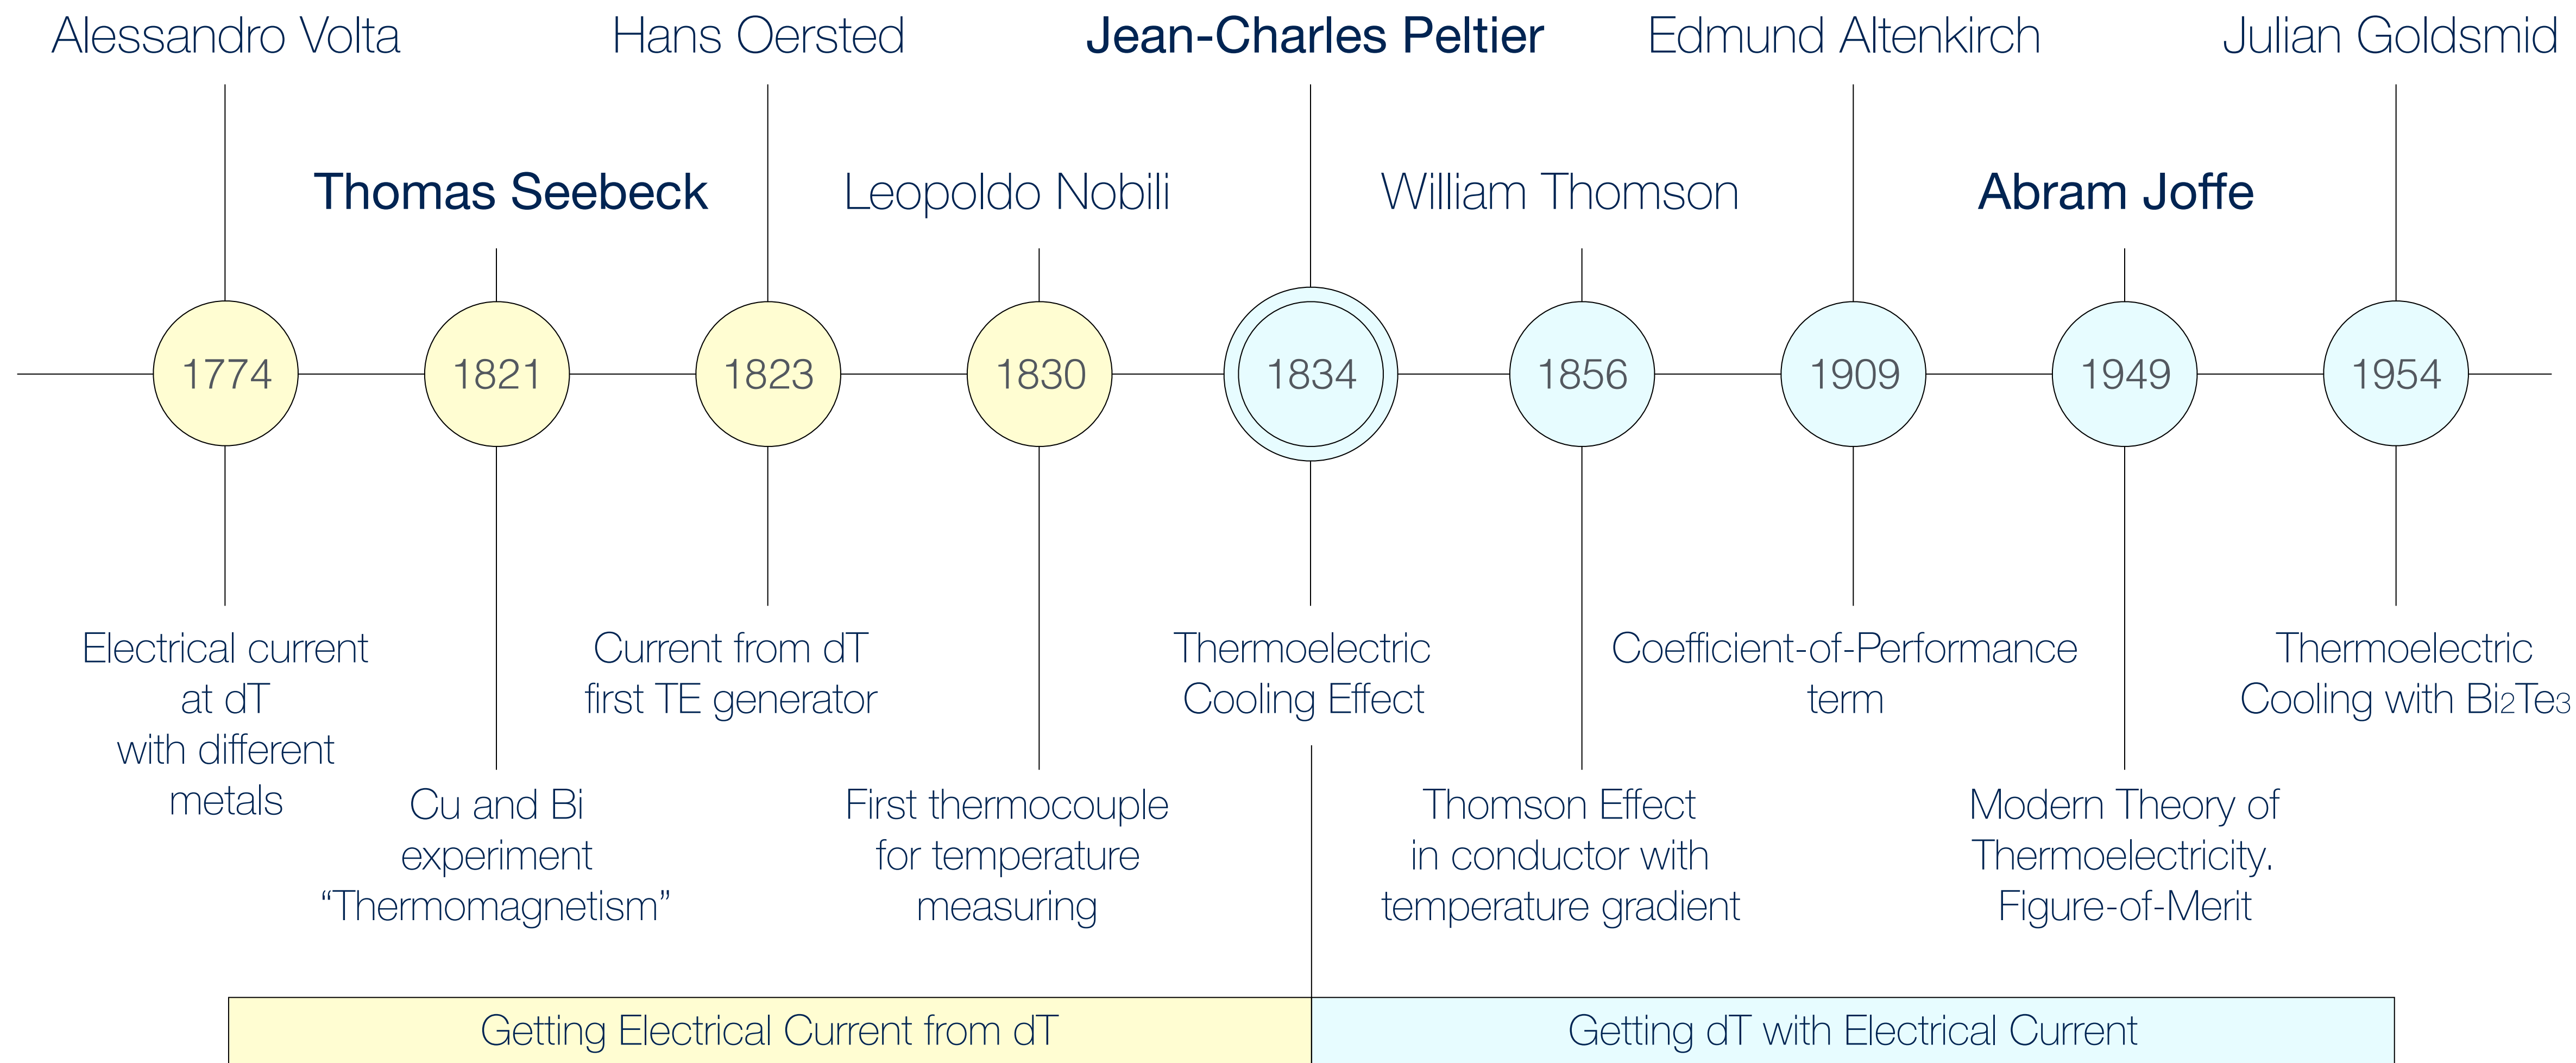 Alessandro Volta
Hans Oersted
Jean-Charles Peltier
Edmund Altenkirch
Julian Goldsmid
Thomas Seebeck
Leopoldo Nobili
William Thomson
Abram Joffe
1774
1821
1823
1830
1834
1856
1909
1949
1954
Electrical current
at dT
with different
metals
Cu and Bi
experiment
“Thermomagnetism”
Current from dT
first TE generator
First thermocouple
for temperature
measuring
Thermoelectric
Cooling Effect
Thomson Effect
in conductor with
temperature gradient
Coefficient-of-Performance
term
Modern Theory of
Thermoelectricity.
Figure-of-Merit
Thermoelectric
Cooling with Bi2Te3
Getting Electrical Current from dT
Getting dT with Electrical Current